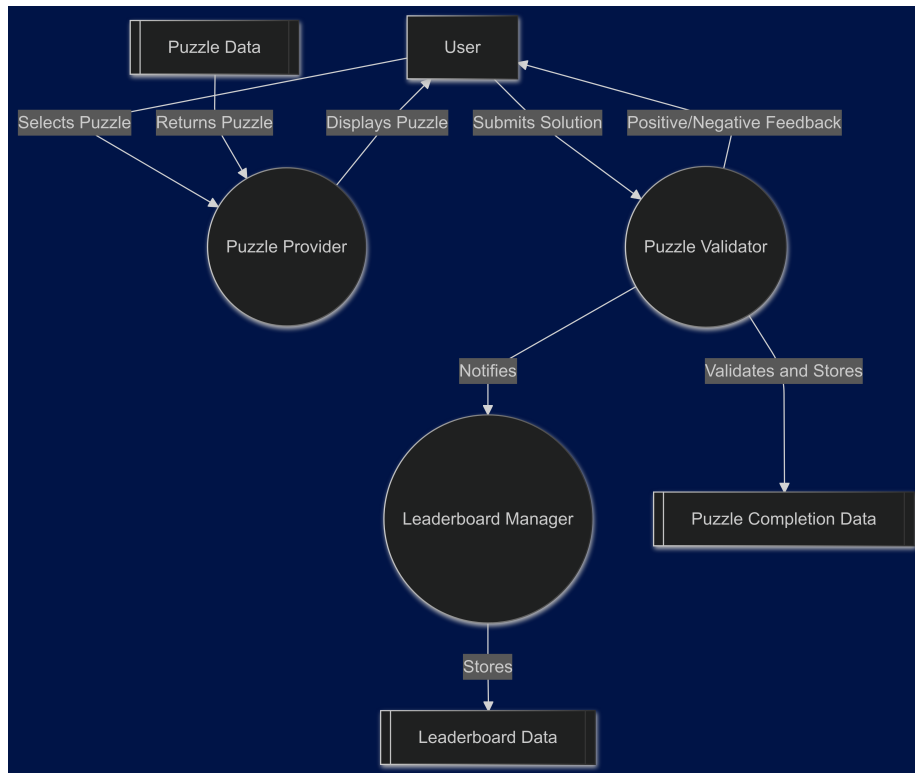 Puzzle Data
User
Selects Puzzle
Returns Puzzle
Displays Puzzle
Submits Solution
Positive/Negative Feedback
Puzzle Provider
Puzzle Validator
Notifies
Validates and Stores
Leaderboard Manager
Puzzle Completion Data
Stores
Leaderboard Data